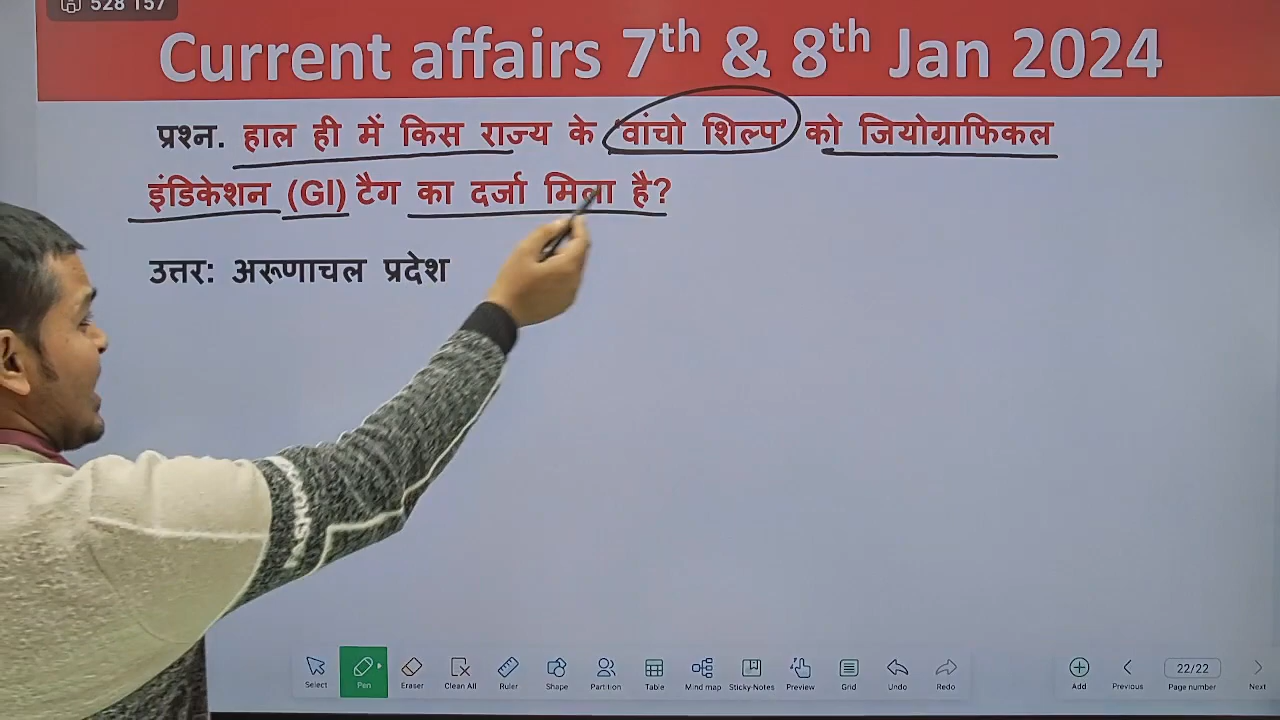 528 157
Current affairs 7th & 8th Jan 2024
प्रश्न. हाल ही में किस राज्य के 'वांचो शिल्प' को जियोग्राफिकल
इंडिकेशन (GI) टैग का दर्जा मिला है?
उत्तर: अरूणाचल प्रदेश
Select Pen Eraser Clean All Ruler Shape Partition Table Mind map Sticky-Notes Preview Grid Undo Redo Add Previous 22/22 Page number Next